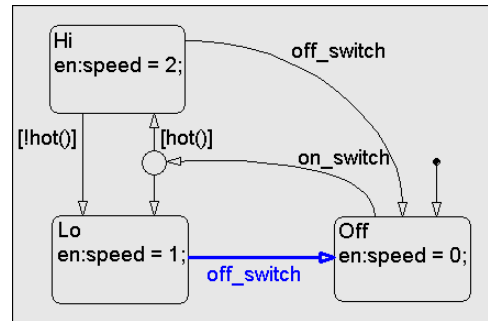 Hi
en:speed = 2;
off_switch
[!hot()]
[hot()]
on_switch
Lo
en:speed = 1;
off_switch
Off
en:speed = 0;